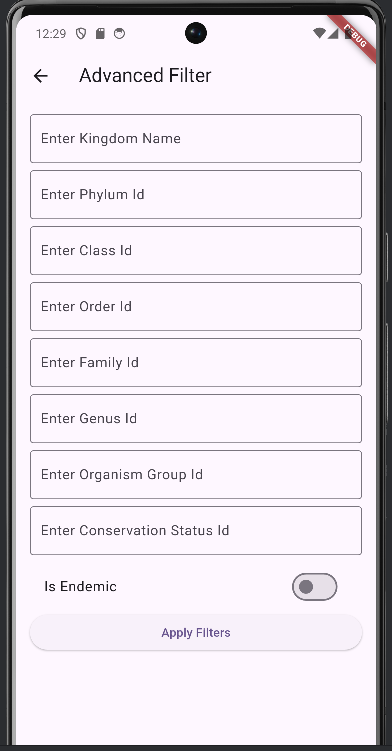 12:29
DEBUG
Advanced Filter
Enter Kingdom Name
Enter Phylum Id
Enter Class Id
Enter Order Id
Enter Family Id
Enter Genus Id
Enter Organism Group Id
Enter Conservation Status Id
Is Endemic
Apply Filters